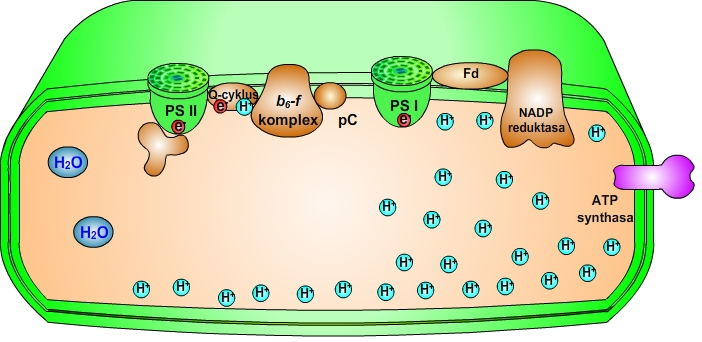 Fd
Q-cyklus
e⁻ H⁺
b₆-f
komplex
PS II
e⁻
pC
PS I
e⁻
NADP
reduktasa
H⁺ H⁺ H⁺
H₂O
H⁺ H⁺
ATP
synthasa
H⁺ H⁺ H⁺ H⁺
H₂O
H⁺ H⁺ H⁺
H⁺ H⁺ H⁺ H⁺
H⁺ H⁺ H⁺ H⁺ H⁺ H⁺ H⁺ H⁺ H⁺ H⁺ H⁺